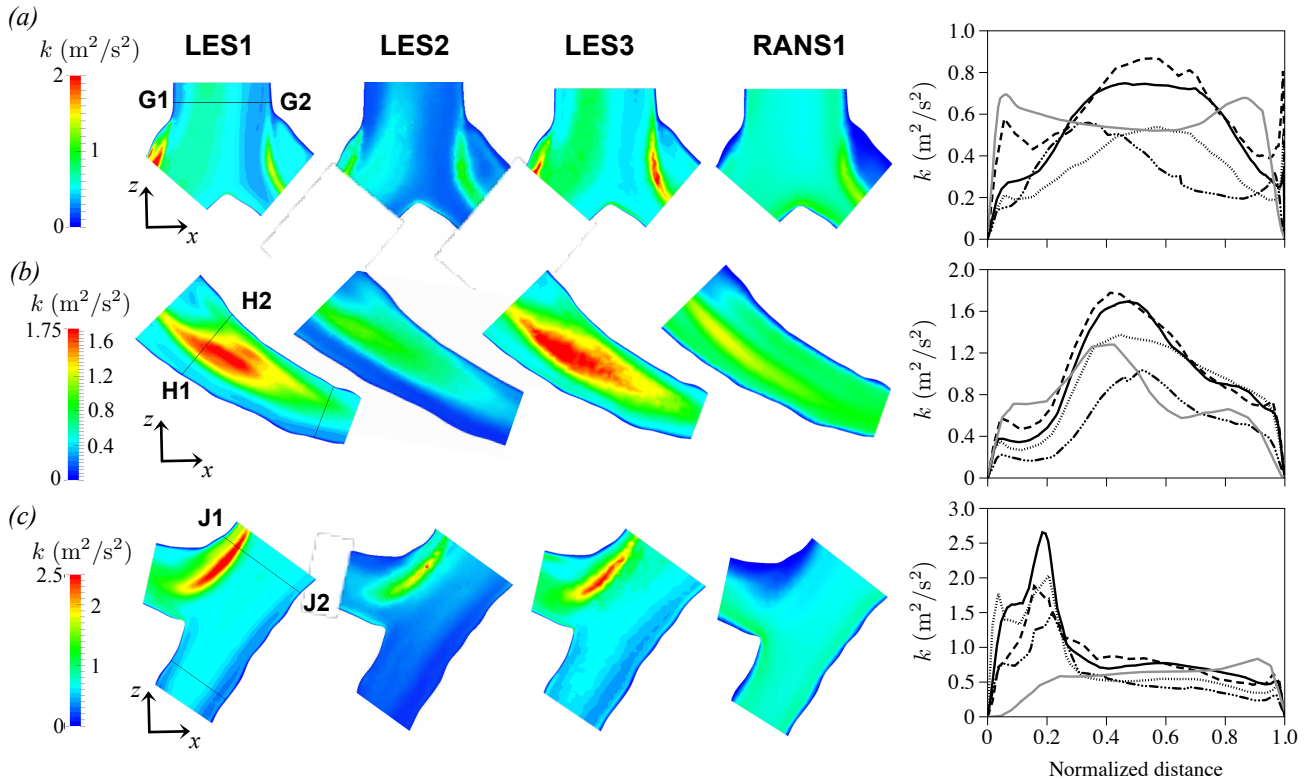 (a)
k (m²/s²)
LES1 LES2 LES3 RANS1
2
1
0
G1 G2
z
x
1.0
0.8
0.6
0.4
0.2
0
k (m²/s²)
(b)
k (m²/s²)
1.75
1.6
1.2
0.8
0.4
0
H2
H1
z
x
2.0
1.6
1.2
0.8
0.4
0
k (m²/s²)
(c)
k (m²/s²)
2.5
2
1
0
J1
J2
z
x
3.0
2.5
2.0
1.5
1.0
0.5
0
k (m²/s²)
0 0.2 0.4 0.6 0.8 1.0
Normalized distance